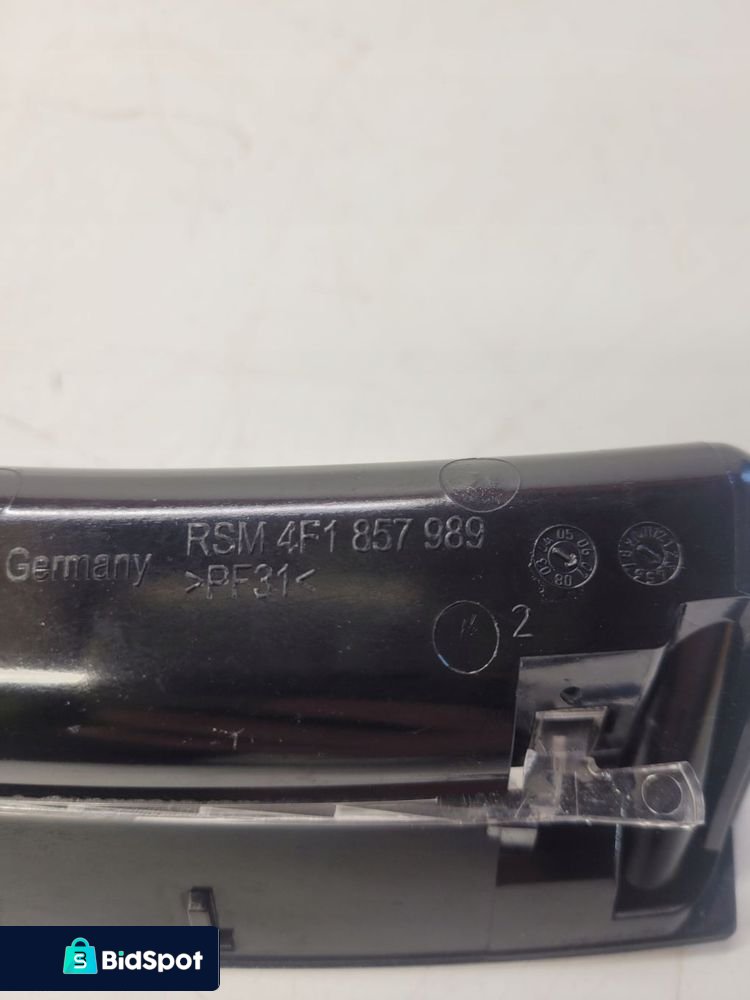 RSM 4F1 857 989
Germany >PF31<
2
BidSpot